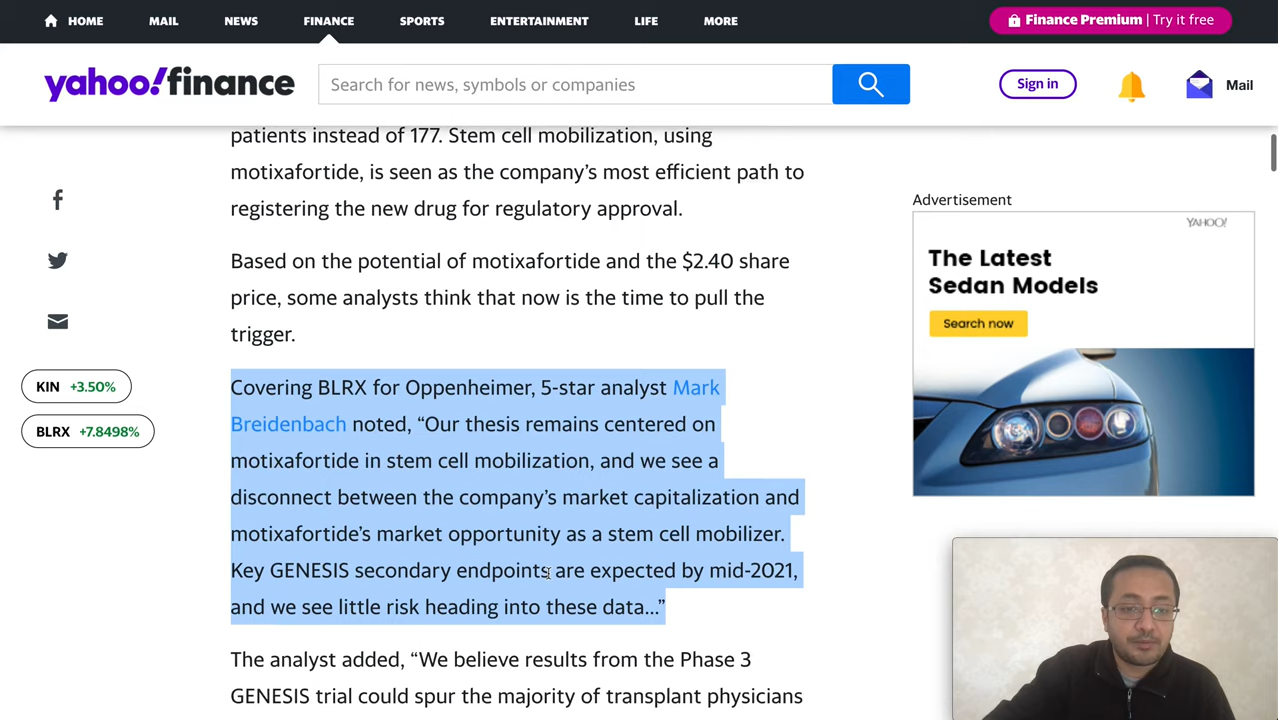 HOME MAIL NEWS FINANCE SPORTS ENTERTAINMENT LIFE MORE Finance Premium | Try it free
yahoo!finance Search for news, symbols or companies Sign in Mail
patients instead of 177. Stem cell mobilization, using
motixafortide, is seen as the company’s most efficient path to
registering the new drug for regulatory approval.
Based on the potential of motixafortide and the $2.40 share
price, some analysts think that now is the time to pull the
trigger.
KIN +3.50%
BLRX +7.8498%
Covering BLRX for Oppenheimer, 5-star analyst Mark
Breidenbach noted, “Our thesis remains centered on
motixafortide in stem cell mobilization, and we see a
disconnect between the company’s market capitalization and
motixafortide’s market opportunity as a stem cell mobilizer.
Key GENESIS secondary endpoints are expected by mid-2021,
and we see little risk heading into these data...”
The analyst added, “We believe results from the Phase 3
GENESIS trial could spur the majority of transplant physicians
Advertisement
YAHOO!
The Latest
Sedan Models
Search now